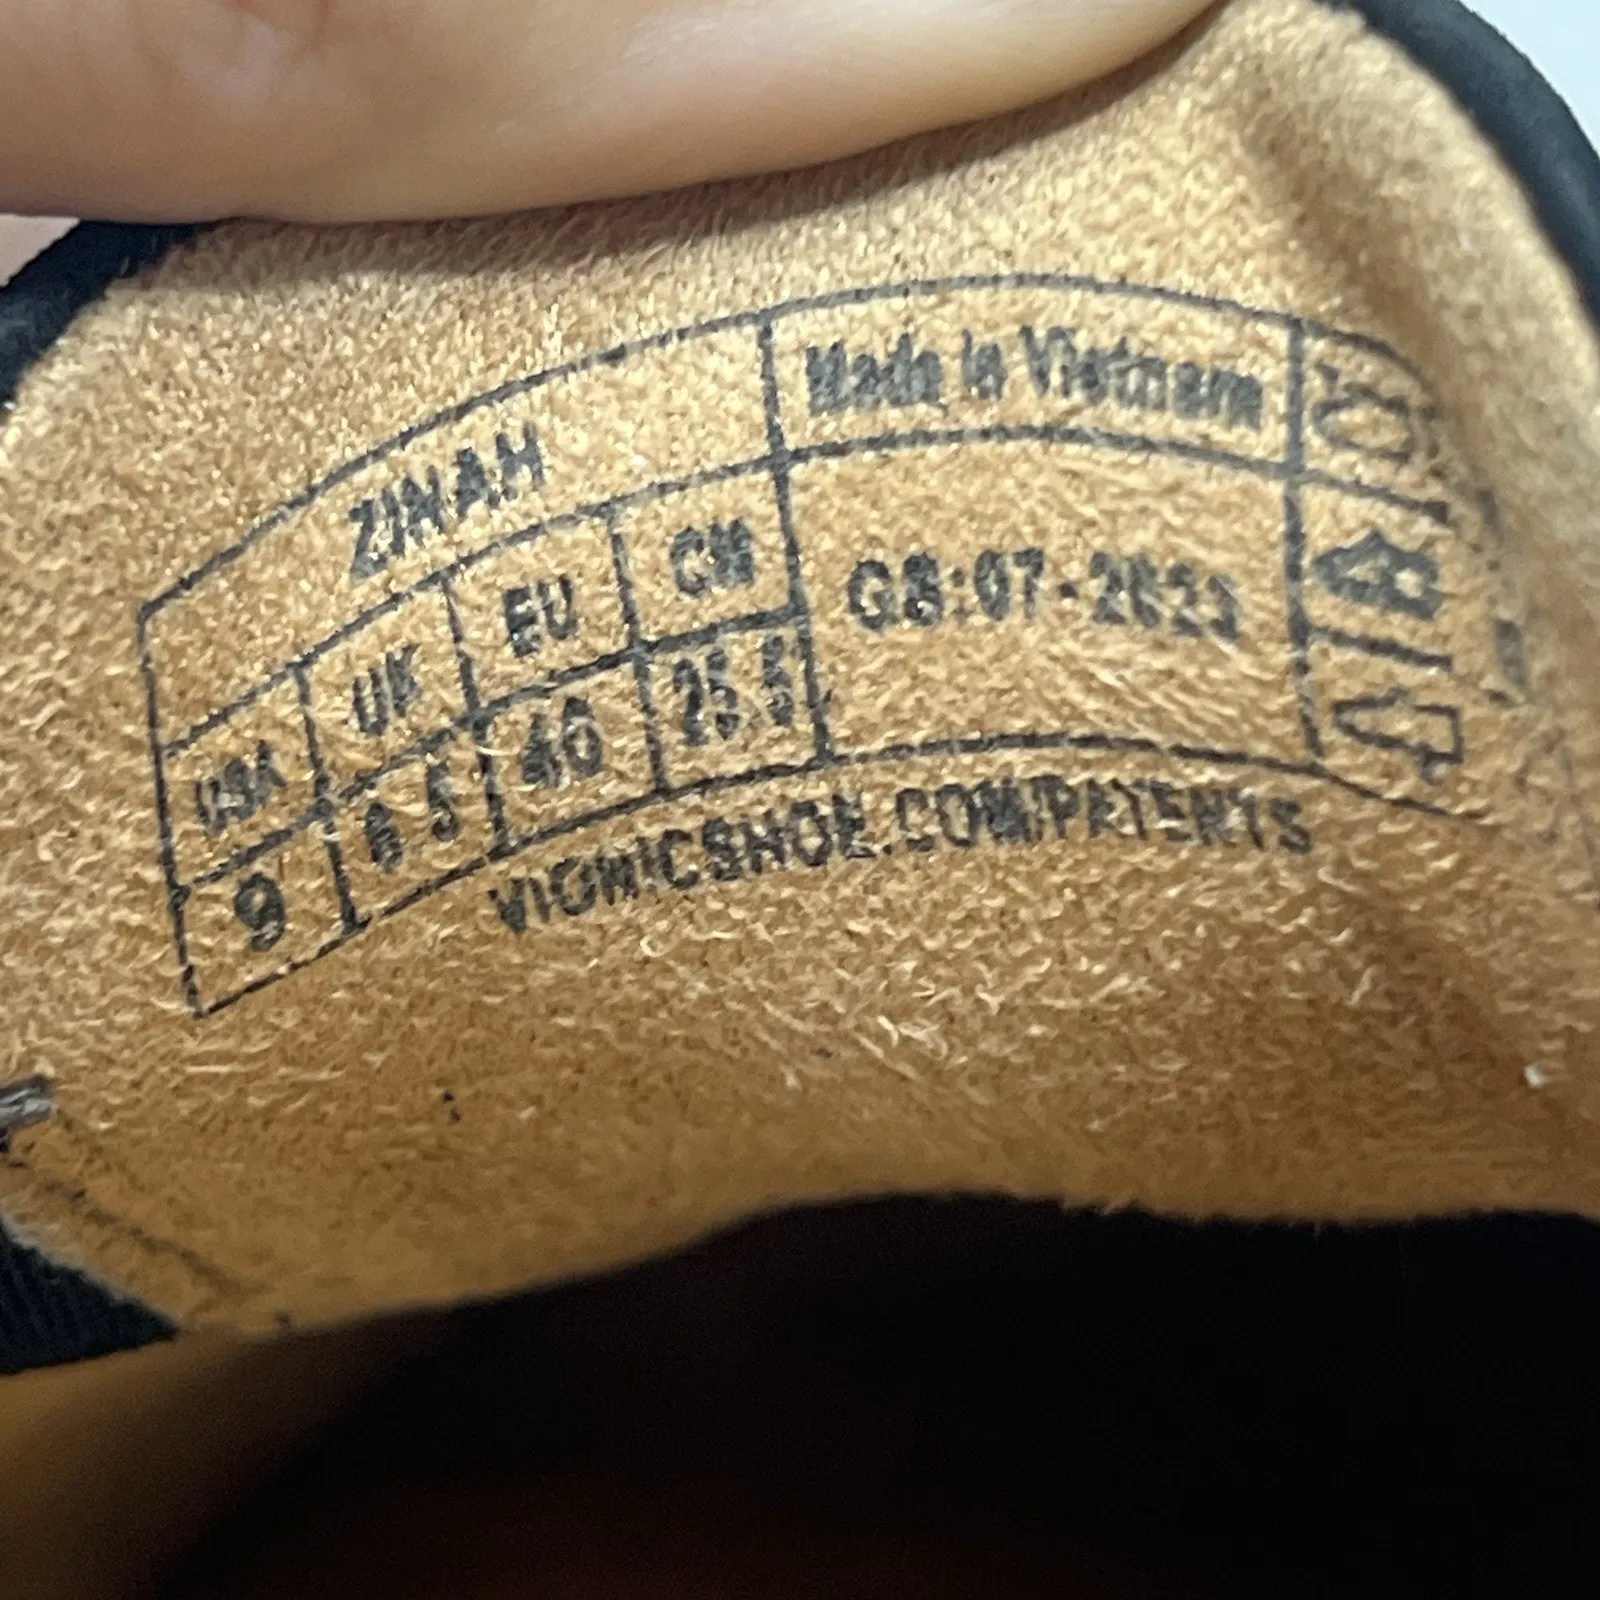 ZINAH
Made in Vietnam
USA UK EU CM
9 6.5 40 25.5
GS:07-2023
VIONICSHOE.COM/PATENTS